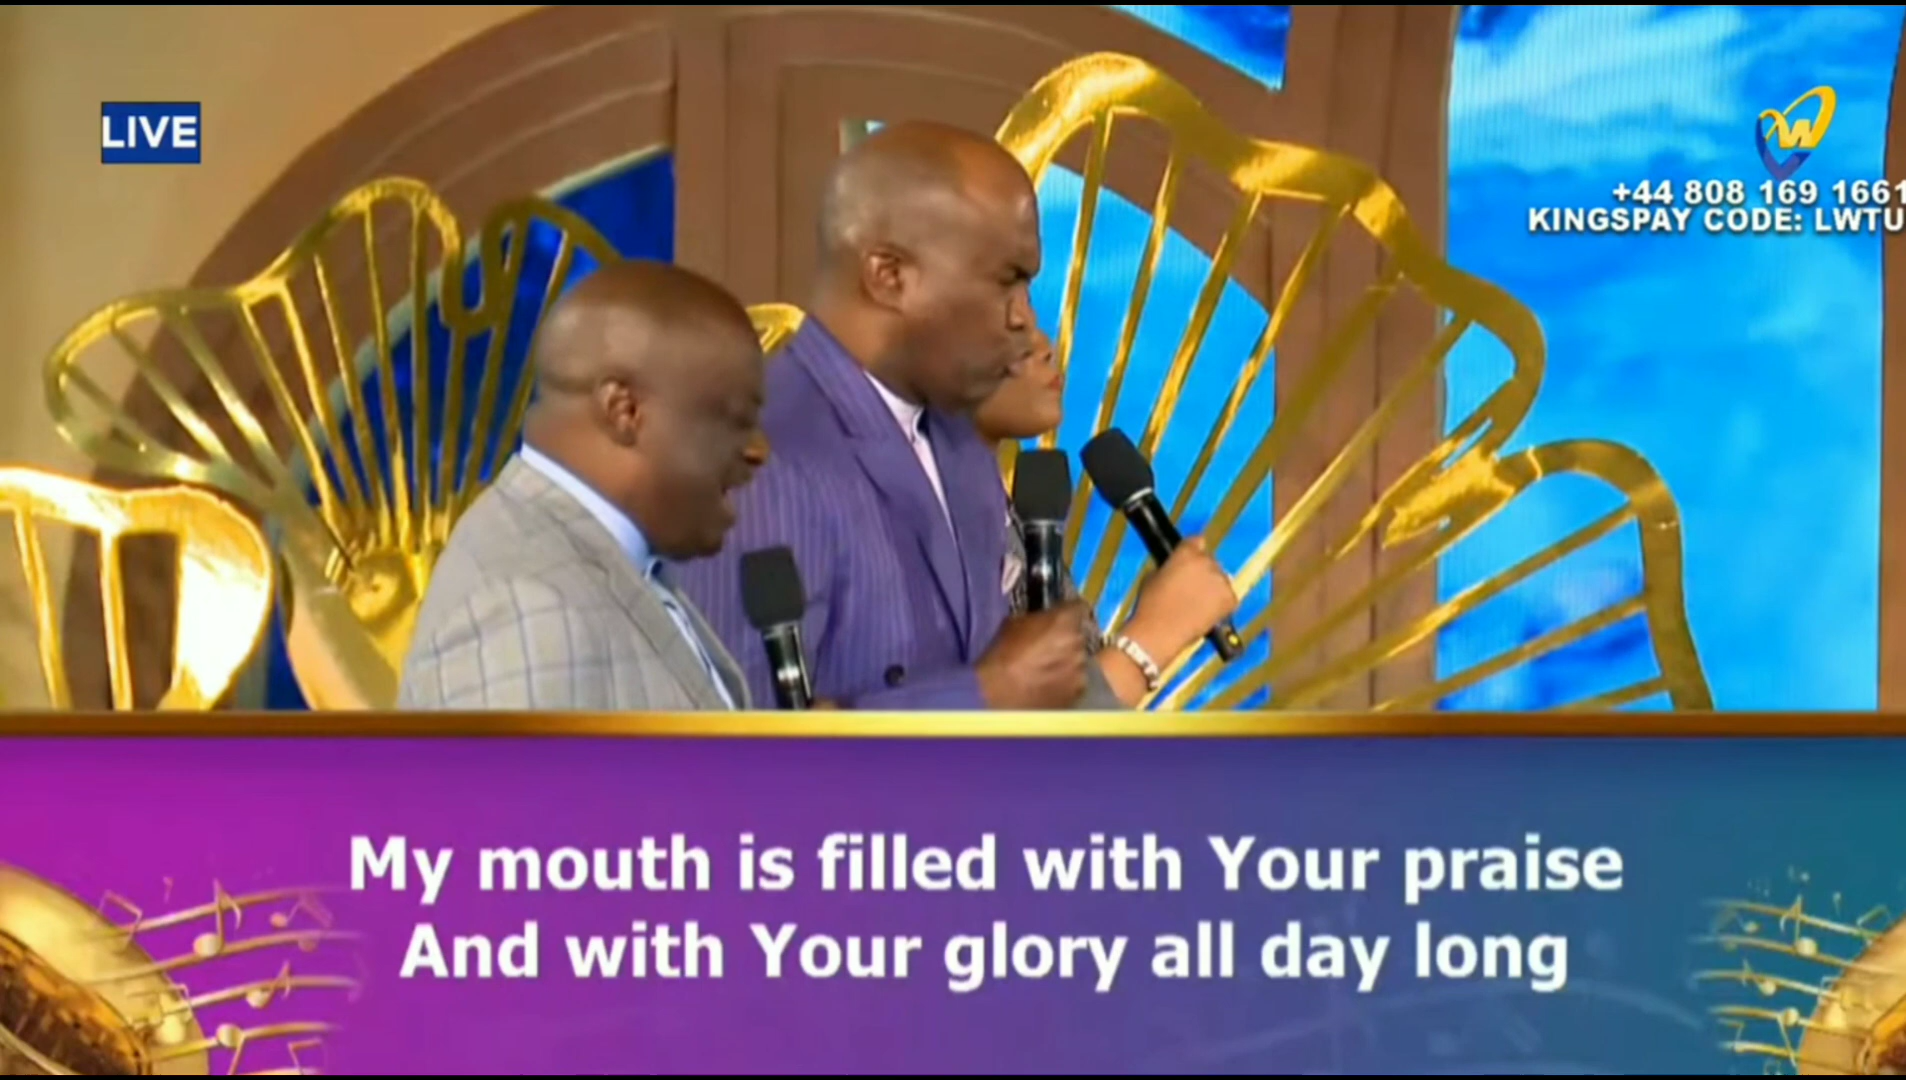 LIVE
W
+44 808 169 1661
KINGSPAY CODE: LWTU
My mouth is filled with Your praise
And with Your glory all day long